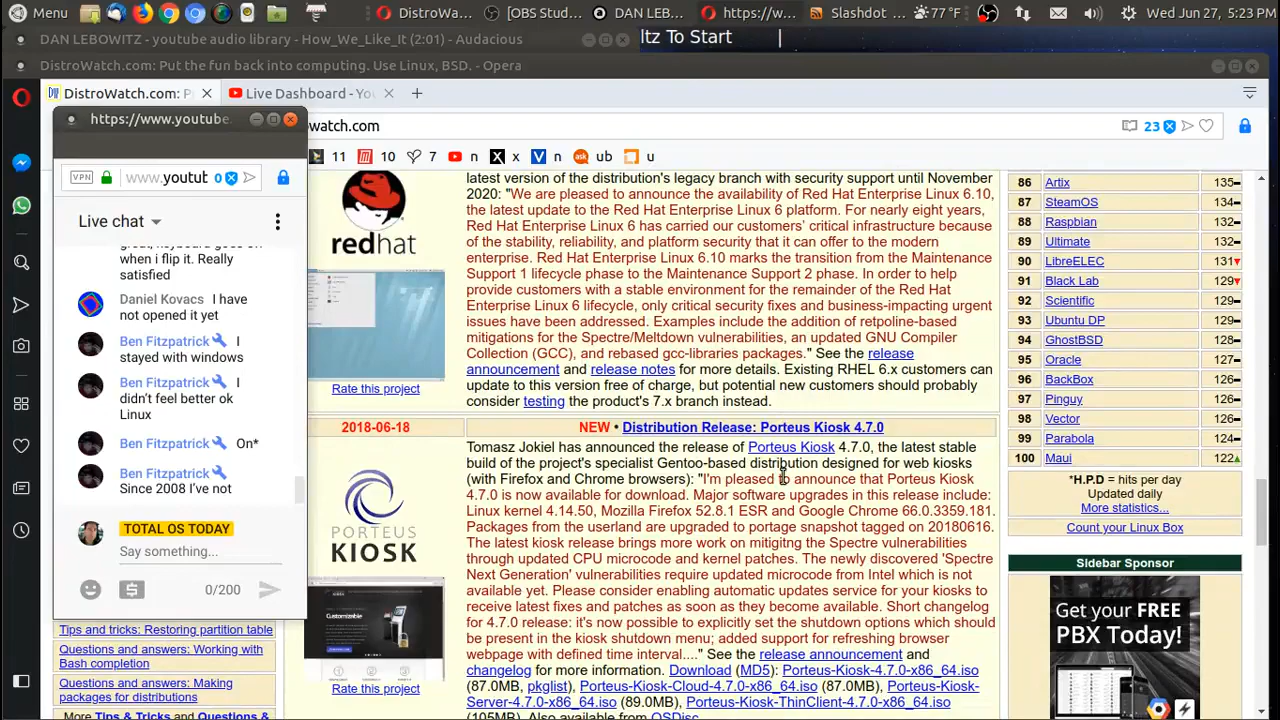 DistroWa...
[OBS Stud...
DAN LEBO...
https://w...
Slashdot ...
77 °F
Wed Jun 27, 5:23 PM
DAN LEBOWITZ - youtube audio library - How_We_Like_It (2:01) - Audacious
ltz To Start |
DistroWatch.com: Put the fun back into computing. Use Linux, BSD. - Opera
DistroWatch.com: P
Live Dashboard - Yo
owatch.com
23
11
10
7
n
x
n
ub
u
https://www.youtube.
VPN
www.youtub
0
Live chat
great, keyboard goes on
when i flip it. Really
satisfied
Daniel Kovacs I have
not opened it yet
Ben Fitzpatrick I
stayed with windows
Ben Fitzpatrick I
didn't feel better ok
Linux
Ben Fitzpatrick On*
Ben Fitzpatrick
Since 2008 I've not
TOTAL OS TODAY
Say something...
0/200
Tips and tricks: Restoring partition table
Questions and answers: Working with
Bash completion
Questions and answers: Making
packages for distributions
More Tips & Tricks and Questions &
redhat
Rate this project
latest version of the distribution's legacy branch with security support until November
2020: "We are pleased to announce the availability of Red Hat Enterprise Linux 6.10,
the latest update to the Red Hat Enterprise Linux 6 platform. For nearly eight years,
Red Hat Enterprise Linux 6 has carried our customers' critical infrastructure because
of the stability, reliability, and platform security that it can offer to the modern
enterprise. Red Hat Enterprise Linux 6.10 marks the transition from the Maintenance
Support 1 lifecycle phase to the MaintenanceSupport 2 phase. In order to help
provide customers with a stable environment for the remainder of the Red Hat
Enterprise Linux 6 lifecycle, only critical security fixes and business-impacting urgent
issues have been addressed. Examples include the addition of retpoline-based
mitigations for the Spectre/Meltdown vulnerabilities, an updated GNU Compiler
Collection (GCC), and rebased gcc-libraries packages." See the release
announcement and release notes for more details. Existing RHEL 6.x customers can
update to this version free of charge, but potential new customers should probably
consider testing the product's 7.x branch instead.
2018-06-18
NEW • Distribution Release: Porteus Kiosk 4.7.0
PORTEUS
KIOSK
Customizable
Rate this project
Tomasz Jokiel has announced the release of Porteus Kiosk 4.7.0, the latest stable
build of the project's specialist Gentoo-based distribution designed for web kiosks
(with Firefox and Chrome browsers): "I'm pleased to announce that Porteus Kiosk
4.7.0 is now available for download. Major software upgrades in this release include:
Linux kernel 4.14.50, Mozilla Firefox 52.8.1 ESR and Google Chrome 66.0.3359.181.
Packages from the userland are upgraded to portage snapshot tagged on 20180616.
The latest kiosk release brings more work on mitigitng the Spectre vulnerabilities
through updated CPU microcode and kernel patches. The newly discovered 'Spectre
Next Generation' vulnerabilities require updated microcode from Intel which is not
available yet. Please consider enabling automatic updates service for your kiosks to
receive latest fixes and patches as soon as they become available. Short changelog
for 4.7.0 release: it's now possible to explicitly set the shutdown options which should
be present in the kiosk shutdown menu; added support for refreshing browser
webpage with defined time interval...." See the release announcement and
changelog for more information. Download (MD5): Porteus-Kiosk-4.7.0-x86_64.iso
(87.0MB, pkglist), Porteus-Kiosk-Cloud-4.7.0-x86_64.iso (87.0MB), Porteus-Kiosk-
Server-4.7.0-x86_64.iso (89.0MB), Porteus-Kiosk-ThinClient-4.7.0-x86_64.iso
(105MB). Also available from OSDisc.
86 Artix 135
87 SteamOS 134
88 Raspbian 132
89 Ultimate 132
90 LibreELEC 131
91 Black Lab 129
92 Scientific 129
93 Ubuntu DP 129
94 GhostBSD 128
95 Oracle 127
96 BackBox 126
97 Pinguy 126
98 Vector 126
99 Parabola 124
100 Maui 122
*H.P.D = hits per day
Updated daily
More statistics...
Count your Linux Box
Sidebar Sponsor
Get your FREE
PBX Today!